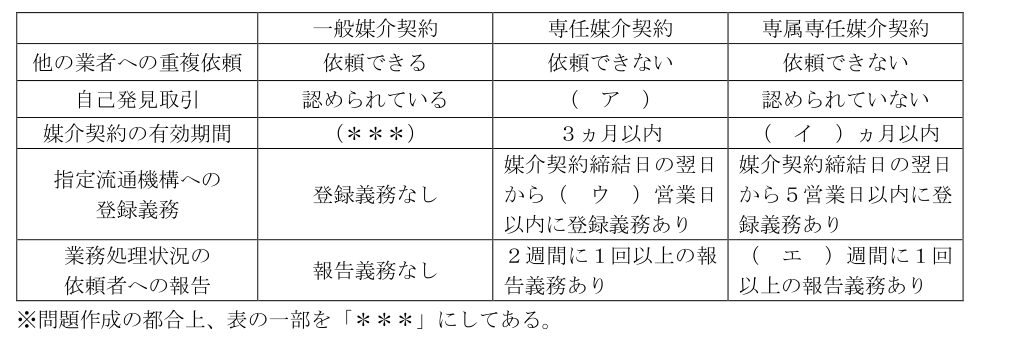 一般媒介契約 専任媒介契約 専属専任媒介契約
他の業者への重複依頼 依頼できる 依頼できない 依頼できない
自己発見取引 認められている （　ア　） 認められていない
媒介契約の有効期間 （＊＊＊） ３ヵ月以内 （　イ　）ヵ月以内
指定流通機構への
登録義務
登録義務なし
媒介契約締結日の翌日
から（　ウ　）営業日
以内に登録義務あり
媒介契約締結日の翌日
から５営業日以内に登
録義務あり
業務処理状況の
依頼者への報告
報告義務なし
２週間に１回以上の報
告義務あり
（　エ　）週間に１回
以上の報告義務あり
※問題作成の都合上、表の一部を「＊＊＊」にしてある。